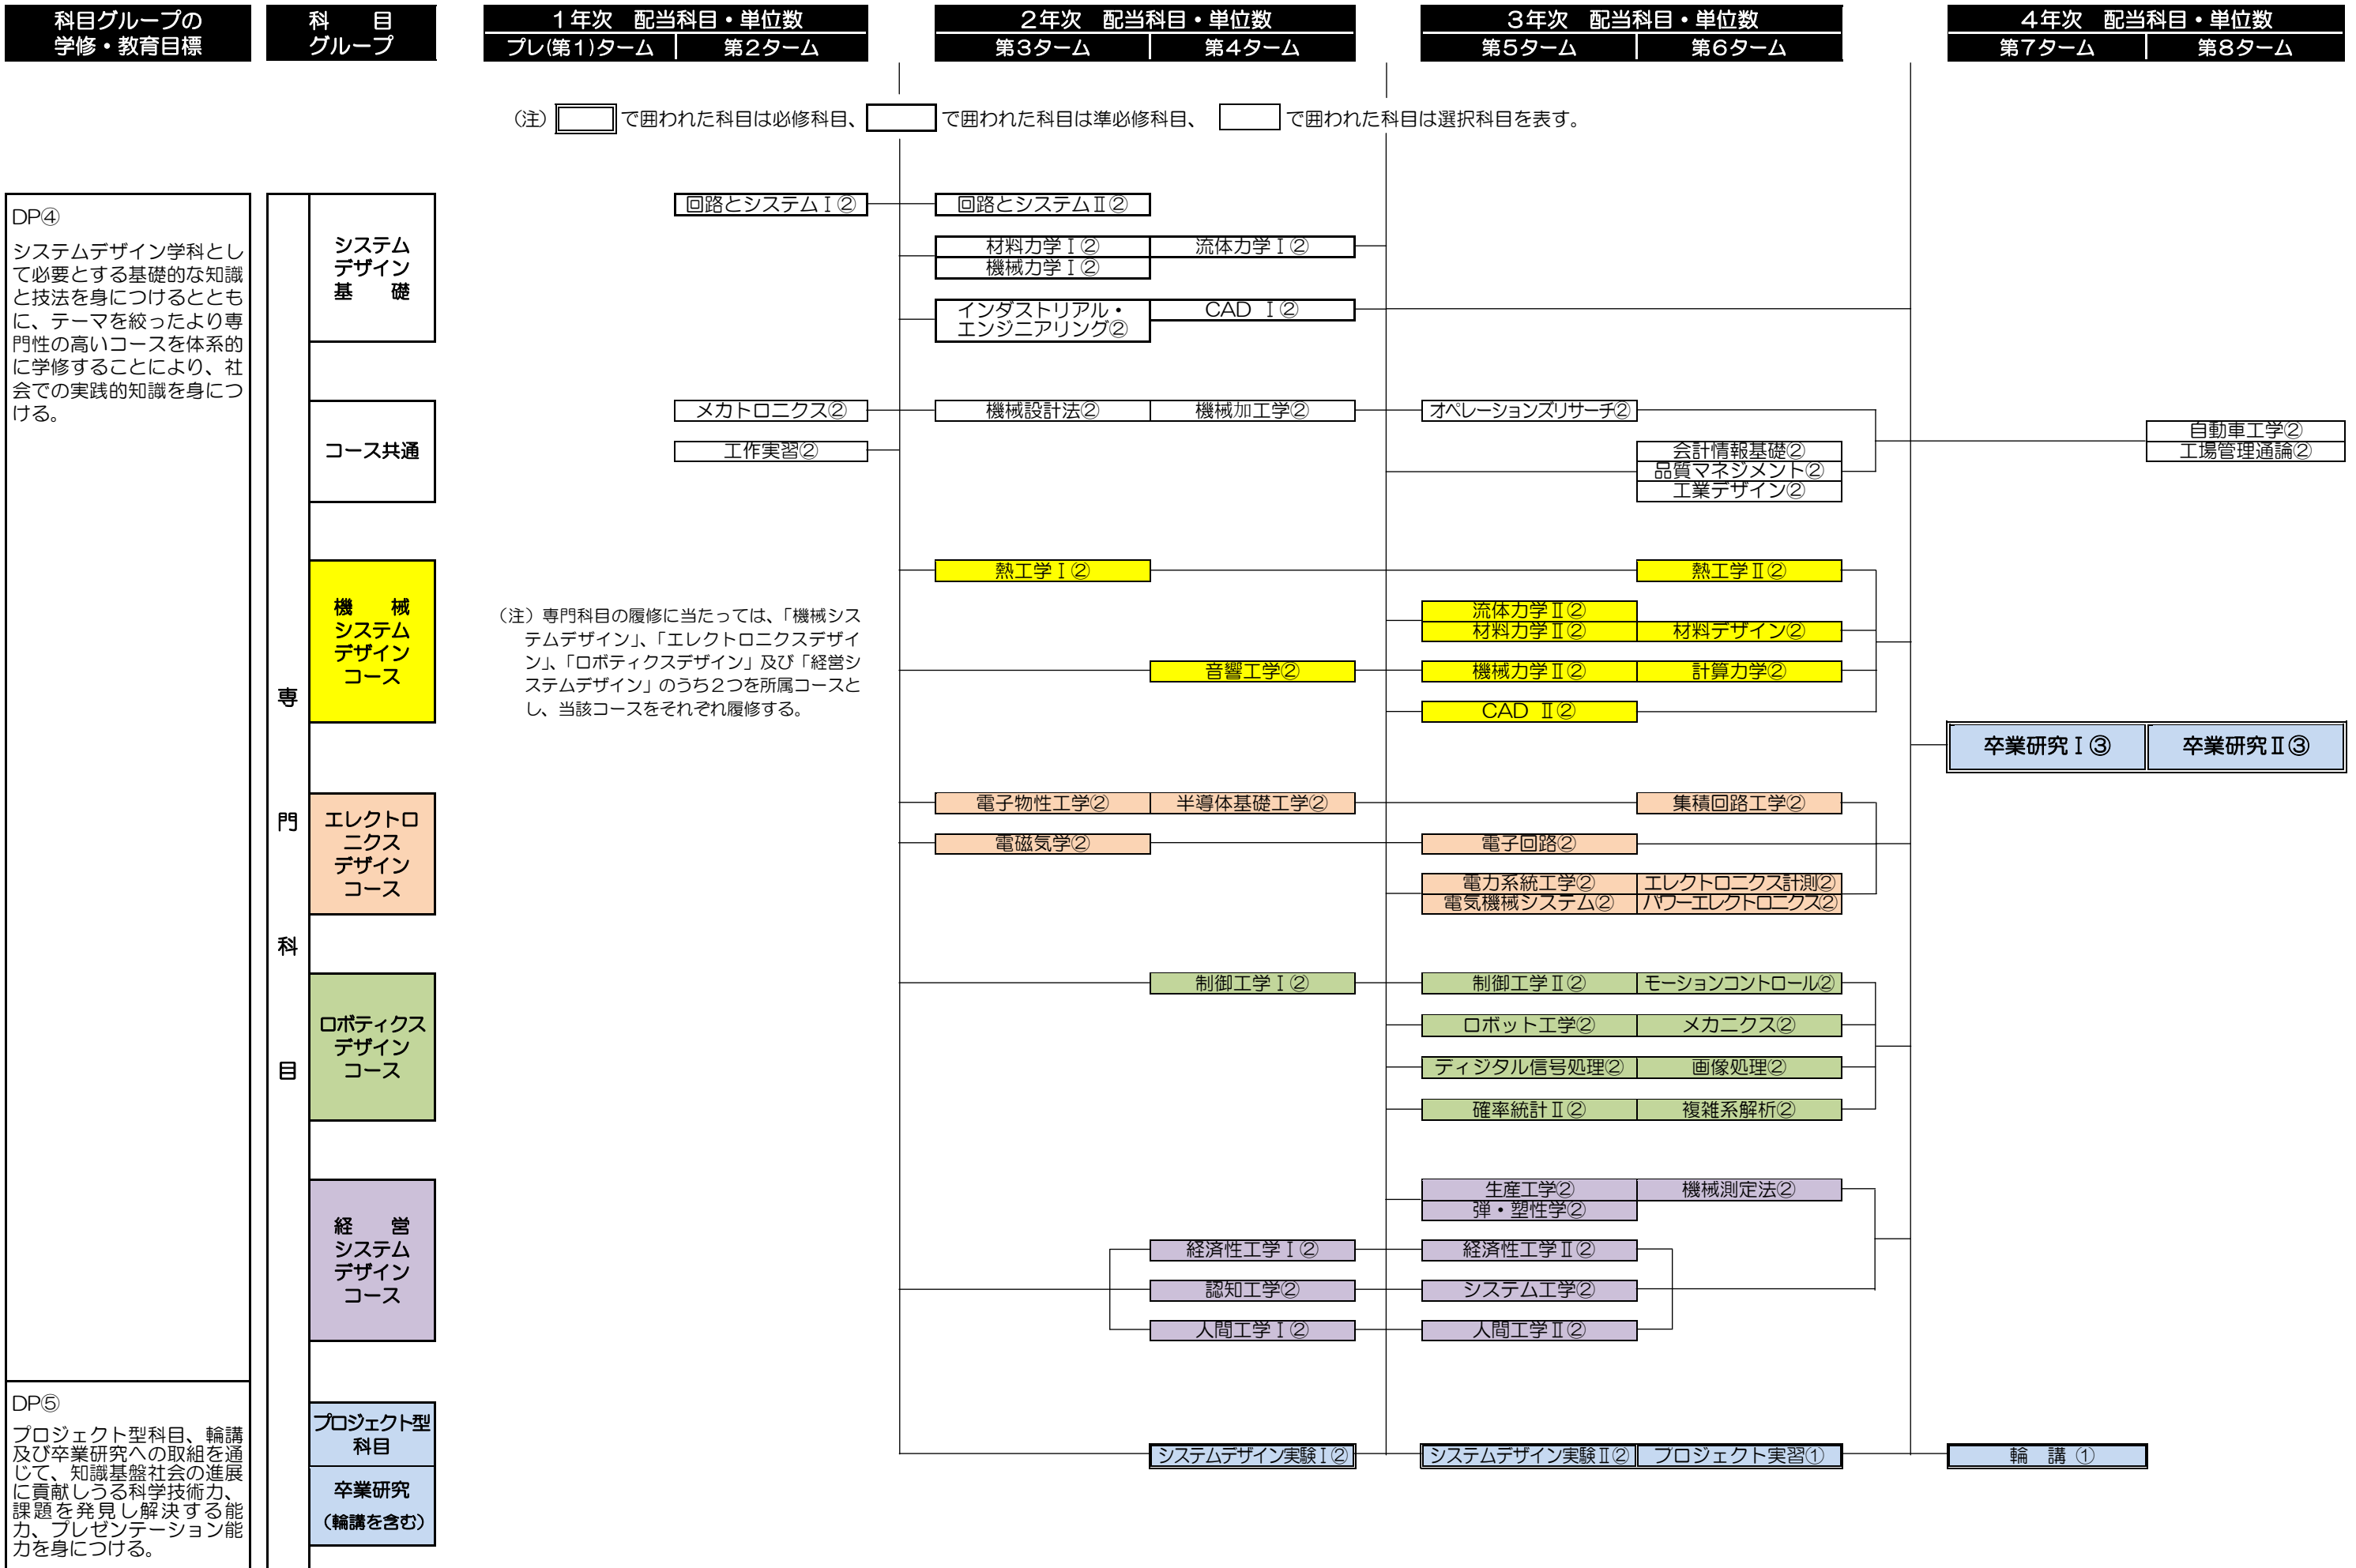 科目グループの
学修・教育目標
科　　目
グループ
１年次　配当科目・単位数
プレ(第１)ターム
第２ターム
２年次　配当科目・単位数
第３ターム
第４ターム
３年次　配当科目・単位数
第５ターム
第６ターム
４年次　配当科目・単位数
第７ターム
第８ターム
（注）　　　で囲われた科目は必修科目、　　　で囲われた科目は準必修科目、　　　で囲われた科目は選択科目を表す。
DP④
システムデザイン学科とし
て必要とする基礎的な知識
と技法を身につけるととも
に、テーマを絞ったより専
門性の高いコースを体系的
に学修することにより、社
会での実践的知識を身につ
ける。
専
門
科
目
システム
デザイン
基　　礎
回路とシステムⅠ②
回路とシステムⅡ②
材料力学Ⅰ②
流体力学Ⅰ②
機械力学Ⅰ②
インダストリアル・
エンジニアリング②
CAD Ⅰ②
コース共通
メカトロニクス②
機械設計法②
機械加工学②
オペレーションズリサーチ②
工作実習②
会計情報基礎②
品質マネジメント②
工業デザイン②
自動車工学②
工場管理通論②
機　　械
システム
デザイン
コース
（注）専門科目の履修に当たっては、「機械シス
テムデザイン」、「エレクトロニクスデザイ
ン」、「ロボティクスデザイン」及び「経営シ
ステムデザイン」のうち２つを所属コースと
し、当該コースをそれぞれ履修する。
熱工学Ⅰ②
熱工学Ⅱ②
流体力学Ⅱ②
材料力学Ⅱ②
材料デザイン②
音響工学②
機械力学Ⅱ②
計算力学②
CAD Ⅱ②
卒業研究Ⅰ③
卒業研究Ⅱ③
エレクトロ
ニクス
デザイン
コース
電子物性工学②
半導体基礎工学②
集積回路工学②
電磁気学②
電子回路②
電力系統工学②
エレクトロニクス計測②
電気機械システム②
パワーエレクトロニクス②
ロボティクス
デザイン
コース
制御工学Ⅰ②
制御工学Ⅱ②
モーションコントロール②
ロボット工学②
メカニクス②
ディジタル信号処理②
画像処理②
確率統計Ⅱ②
複雑系解析②
経　　営
システム
デザイン
コース
生産工学②
機械測定法②
弾・塑性学②
経済性工学Ⅰ②
経済性工学Ⅱ②
認知工学②
システム工学②
人間工学Ⅰ②
人間工学Ⅱ②
DP⑤
プロジェクト型科目、輪講
及び卒業研究への取組を通
じて、知識基盤社会の進展
に貢献しうる科学技術力、
課題を発見し解決する能
力、プレゼンテーション能
力を身につける。
プロジェクト型
科目
卒業研究
（輪講を含む）
システムデザイン実験Ⅰ②
システムデザイン実験Ⅱ②
プロジェクト実習①
輪　講 ①